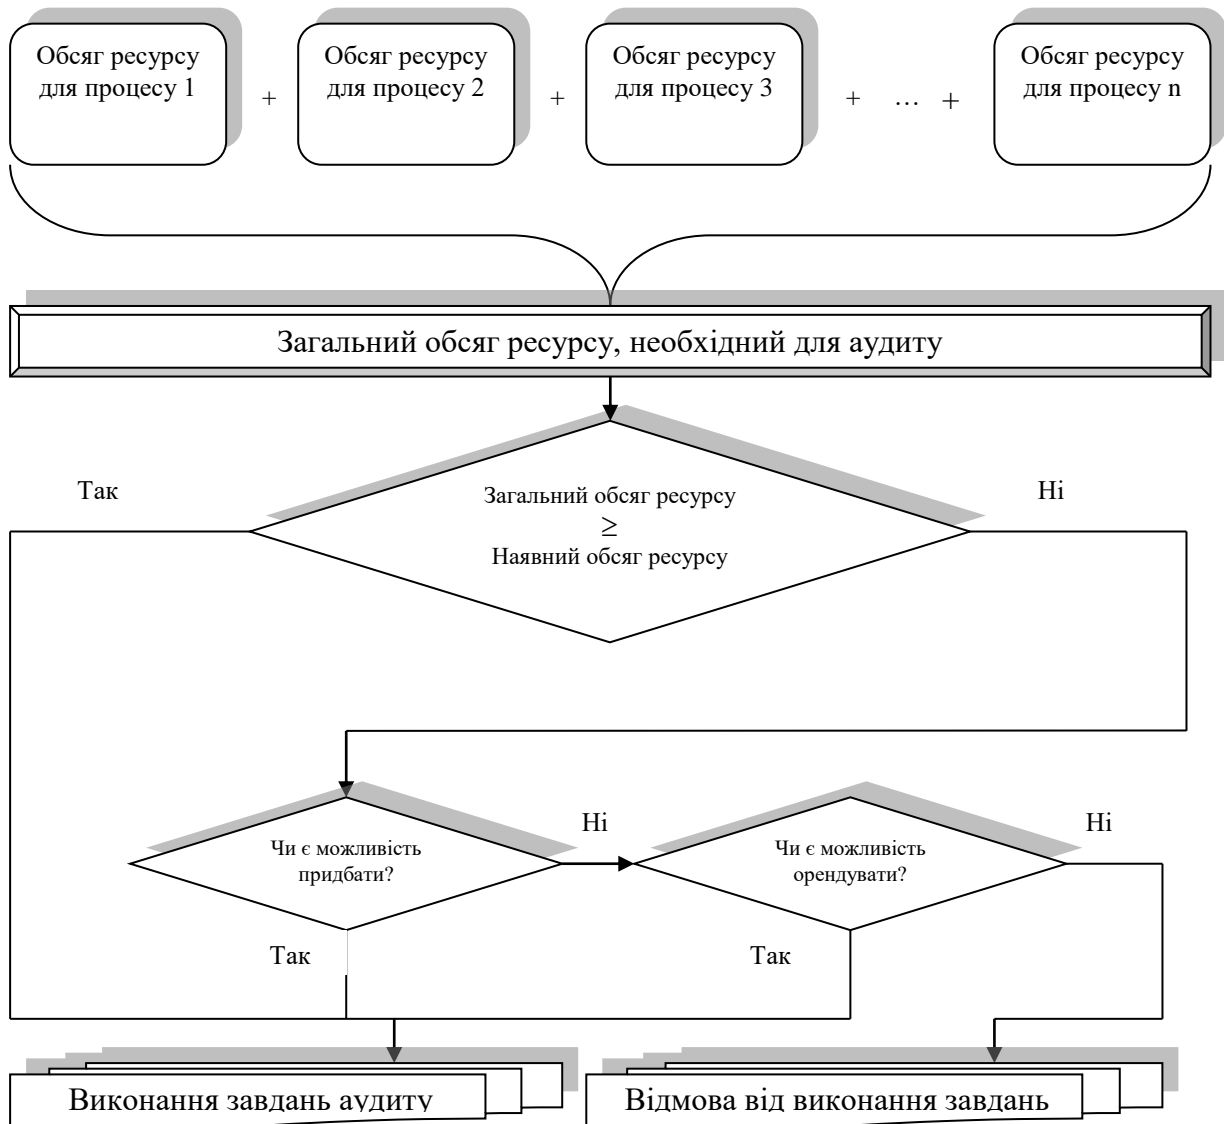 Обсяг ресурсу
для процесу 1
+
Обсяг ресурсу
для процесу 2
+
Обсяг ресурсу
для процесу 3
+ … +
Обсяг ресурсу
для процесу n
Загальний обсяг ресурсу, необхідний для аудиту
Так
Загальний обсяг ресурсу
≥
Наявний обсяг ресурсу
Ні
Чи є можливість
придбати?
Ні
Чи є можливість
орендувати?
Ні
Так
Так
Виконання завдань аудиту
Відмова від виконання завдань